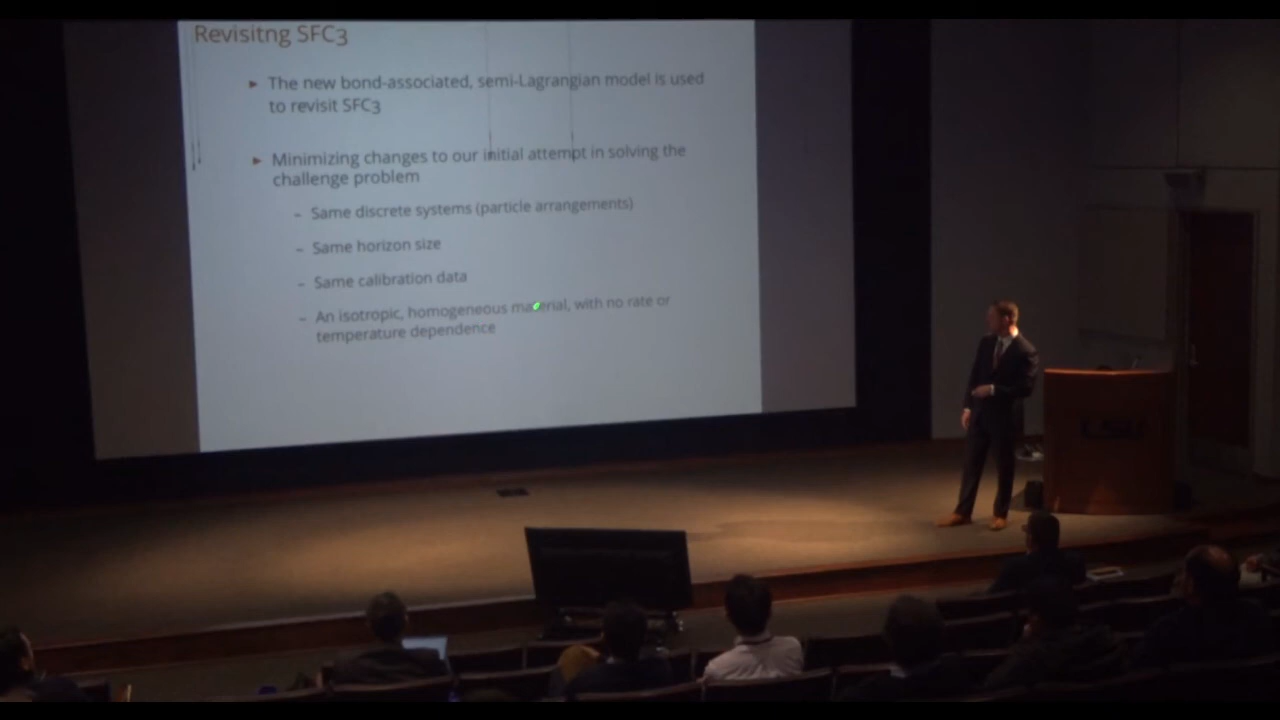 Revisitng SFC3
▸ The new bond-associated, semi-Lagrangian model is used
to revisit SFC3
▸ Minimizing changes to our initial attempt in solving the
challenge problem
– Same discrete systems (particle arrangements)
– Same horizon size
– Same calibration data
– An isotropic, homogeneous material, with no rate or
temperature dependence
LSU